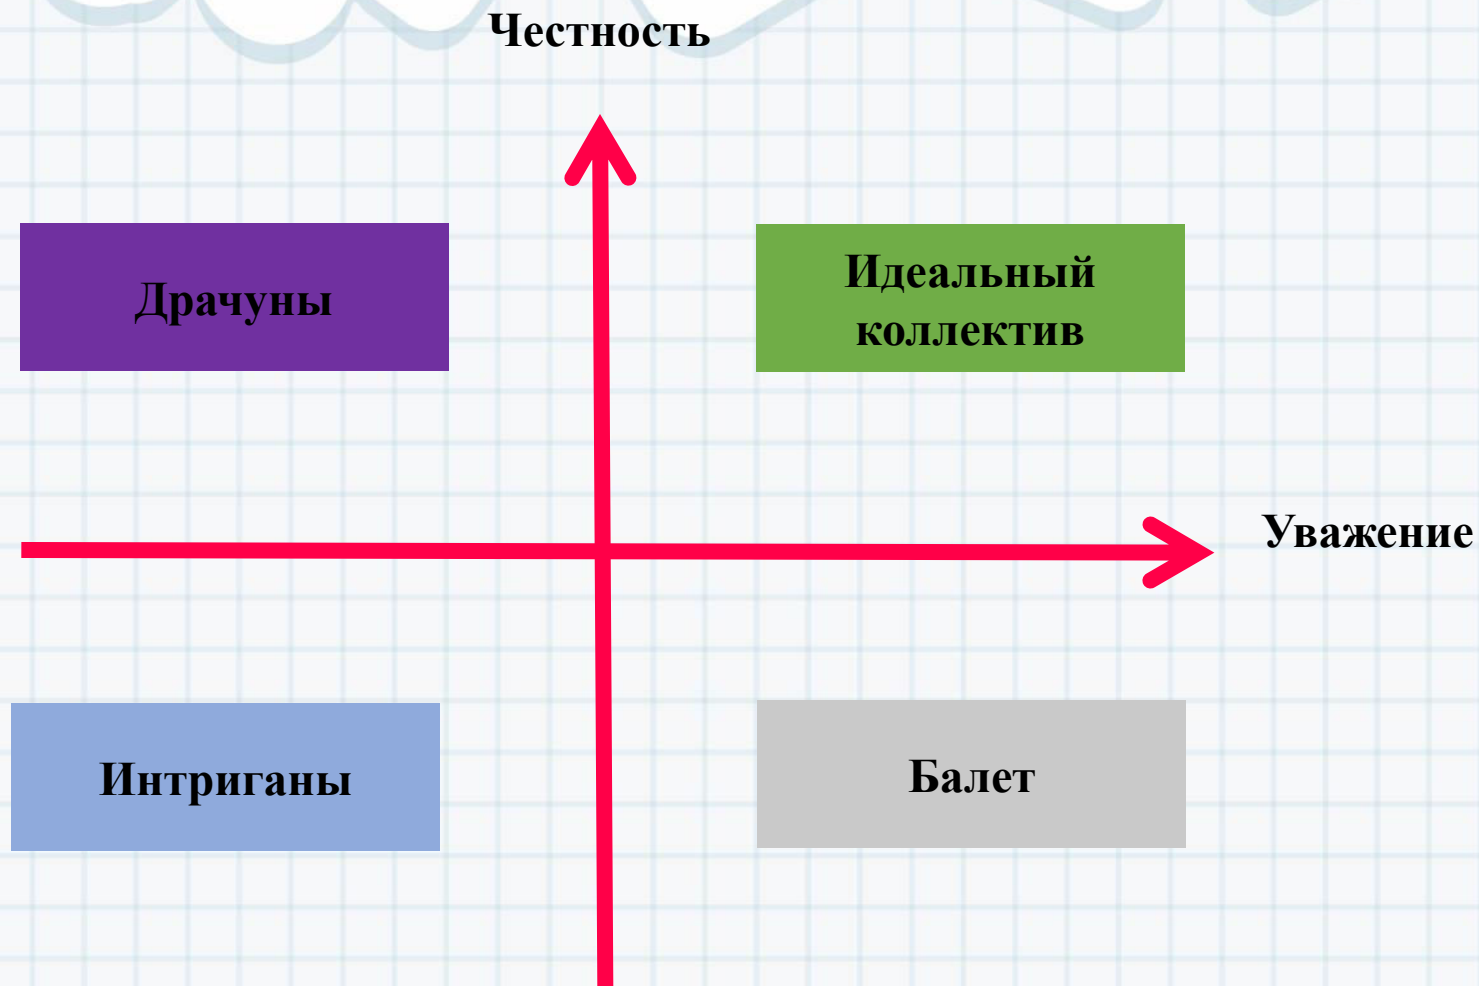 Честность
Драчуны
Идеальный
коллектив
Уважение
Интриганы
Балет